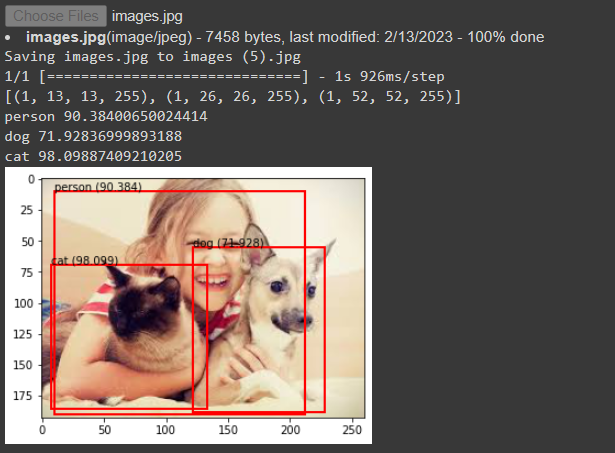 Choose Files images.jpg
• images.jpg(image/jpeg) - 7458 bytes, last modified: 2/13/2023 - 100% done
Saving images.jpg to images (5).jpg
1/1 [==============================] - 1s 926ms/step
[(1, 13, 13, 255), (1, 26, 26, 255), (1, 52, 52, 255)]
person 90.38400650024414
dog 71.92836999893188
cat 98.09887409210205
0
person (90.384)
25
50
dog (71.928)
cat (98.099)
75
100
125
150
175
0 50 100 150 200 250